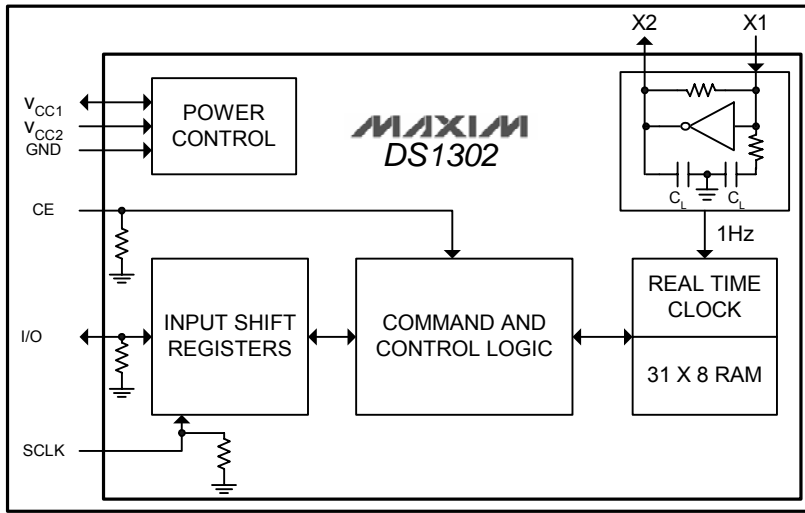 X2 X1
VCC1
VCC2
GND
POWER
CONTROL
MAXIM
DS1302
CL CL
CE
1Hz
I/O
INPUT SHIFT
REGISTERS
COMMAND AND
CONTROL LOGIC
REAL TIME
CLOCK
31 X 8 RAM
SCLK